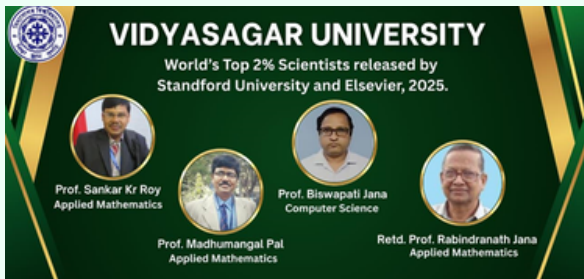 VIDYASAGAR UNIVERSITY
World's Top 2% Scientists released by
Standford University and Elsevier, 2025.
Prof. Sankar Kr Roy
Applied Mathematics
Prof. Madhumangal Pal
Applied Mathematics
Prof. Biswapati Jana
Computer Science
Retd. Prof. Rabindranath Jana
Applied Mathematics